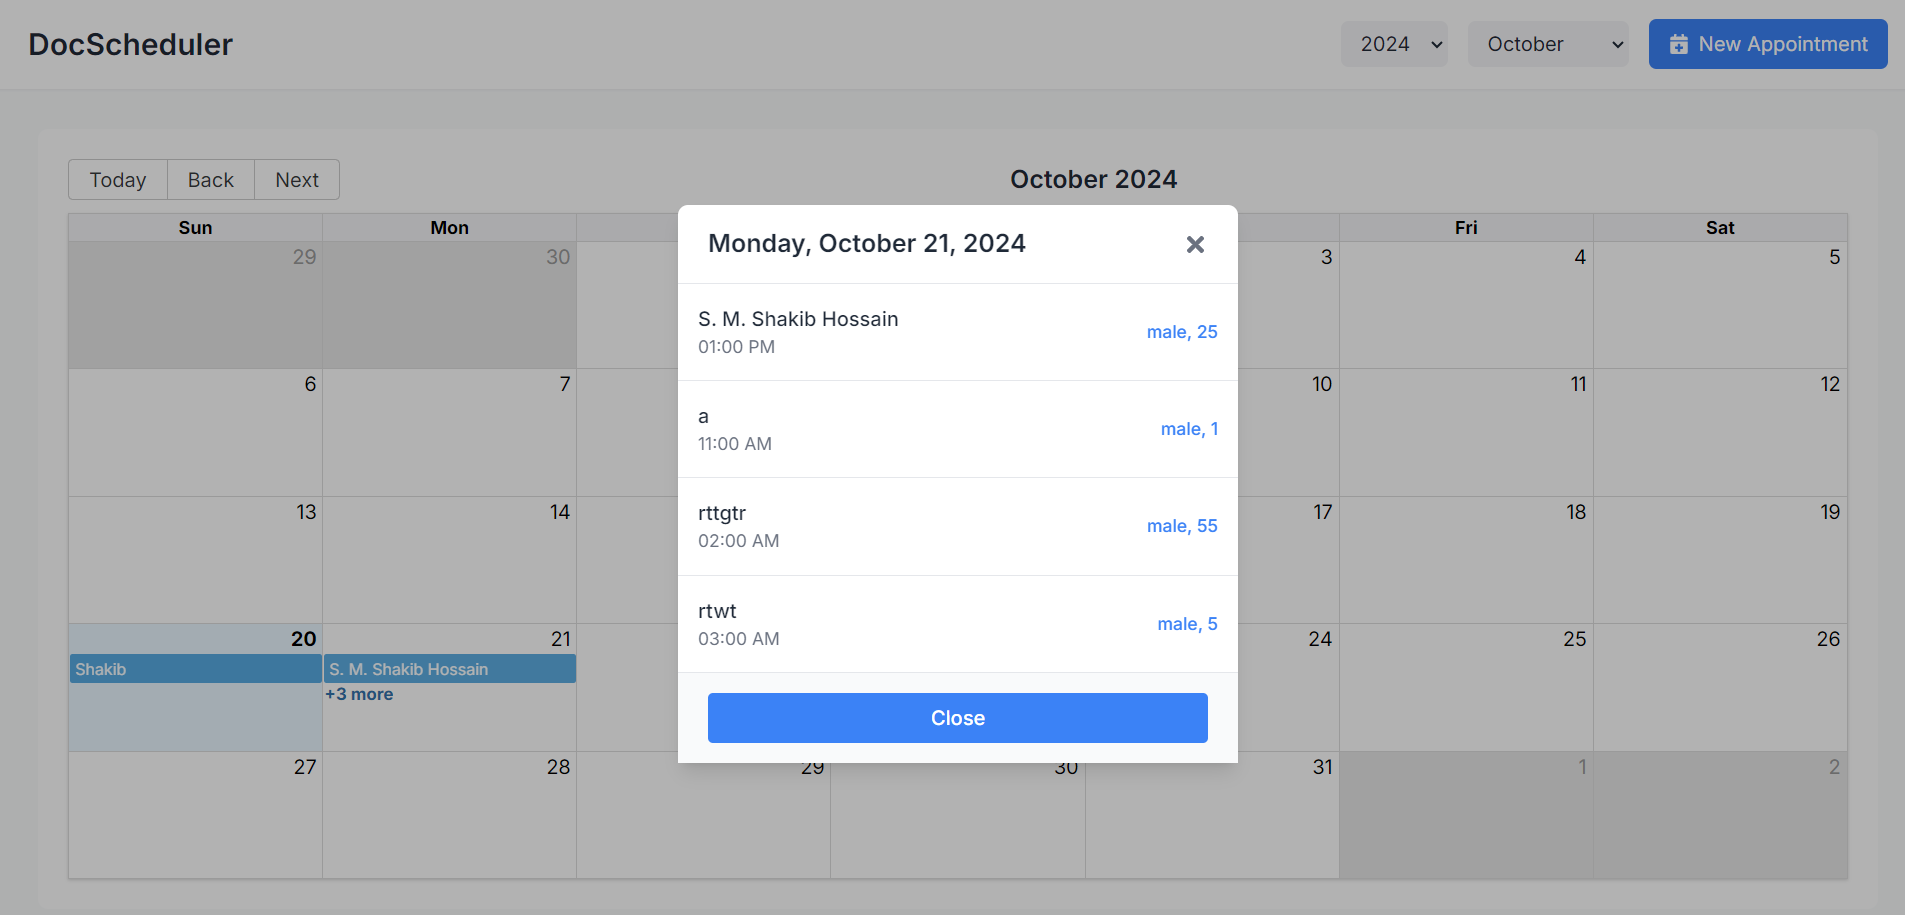 DocScheduler
2024
October
New Appointment
Today Back Next
October 2024
Sun Mon Fri Sat
29 30 3 4 5
6 7 10 11 12
13 14 17 18 19
20 21 24 25 26
Shakib
S. M. Shakib Hossain
+3 more
27 28 29 30 31 1 2
Monday, October 21, 2024
S. M. Shakib Hossain
01:00 PM
male, 25
a
11:00 AM
male, 1
rttgtr
02:00 AM
male, 55
rtwt
03:00 AM
male, 5
Close